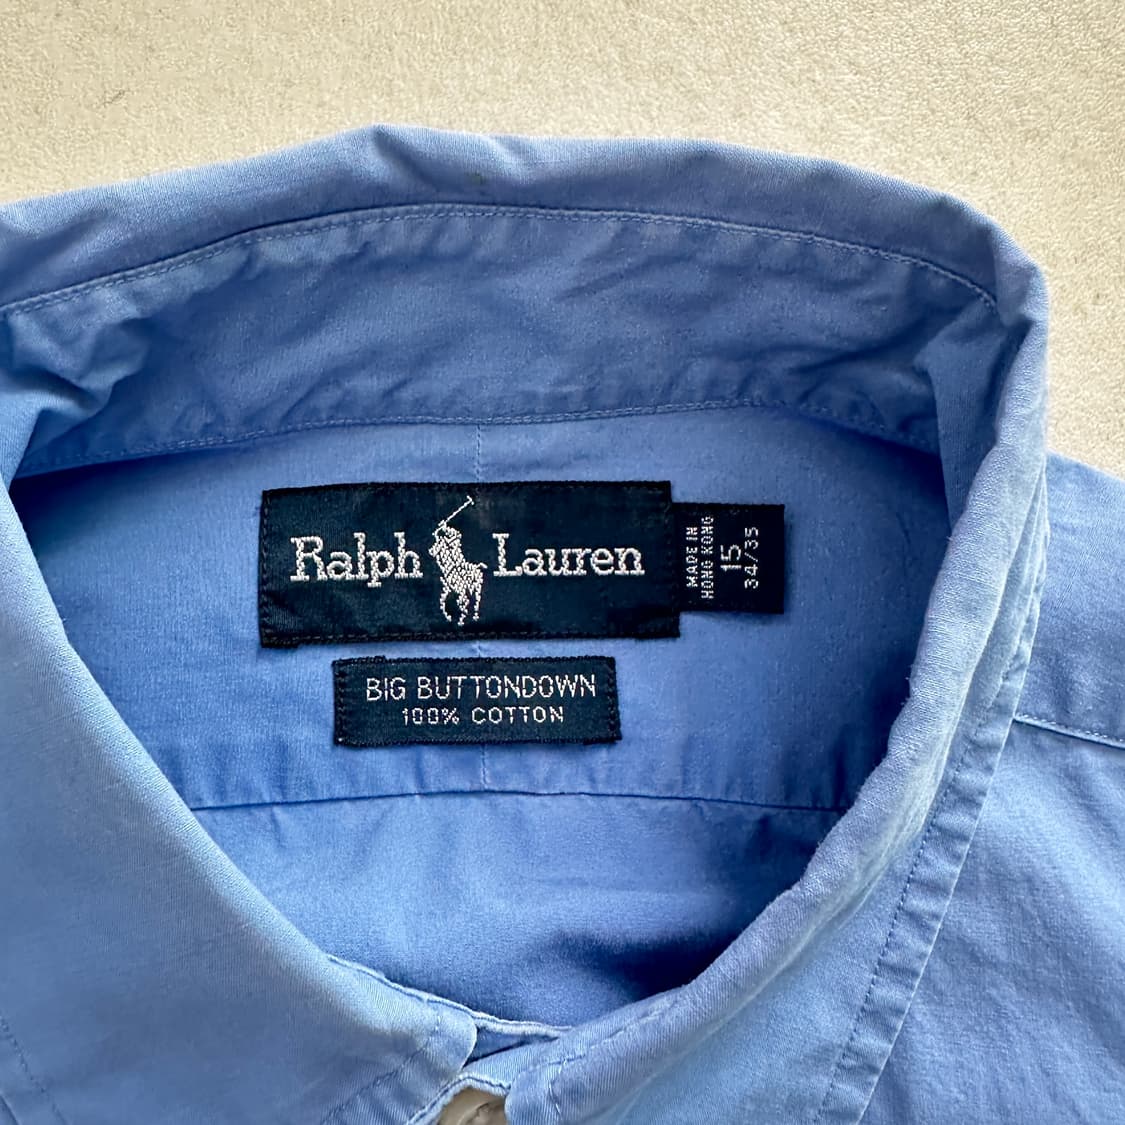 Ralph Lauren
MADE IN
HONG KONG
15
34/35
BIG BUTTONDOWN
100% COTTON